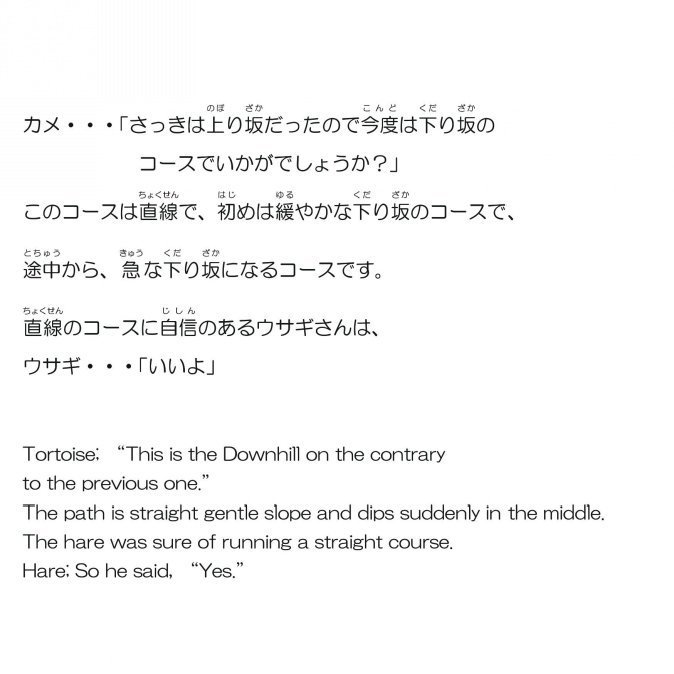 カメ・・・「さっきは上り坂だったので今度は下り坂の
コースでいかがでしょうか？」
このコースは直線で、初めは緩やかな下り坂のコースで、
途中から、急な下り坂になるコースです。
直線のコースに自信のあるウサギさんは、
ウサギ・・・「いいよ」
Tortoise; “This is the Downhill on the contrary
to the previous one.”
The path is straight gentle slope and dips suddenly in the middle.
The hare was sure of running a straight course.
Hare; So he said, “Yes.”